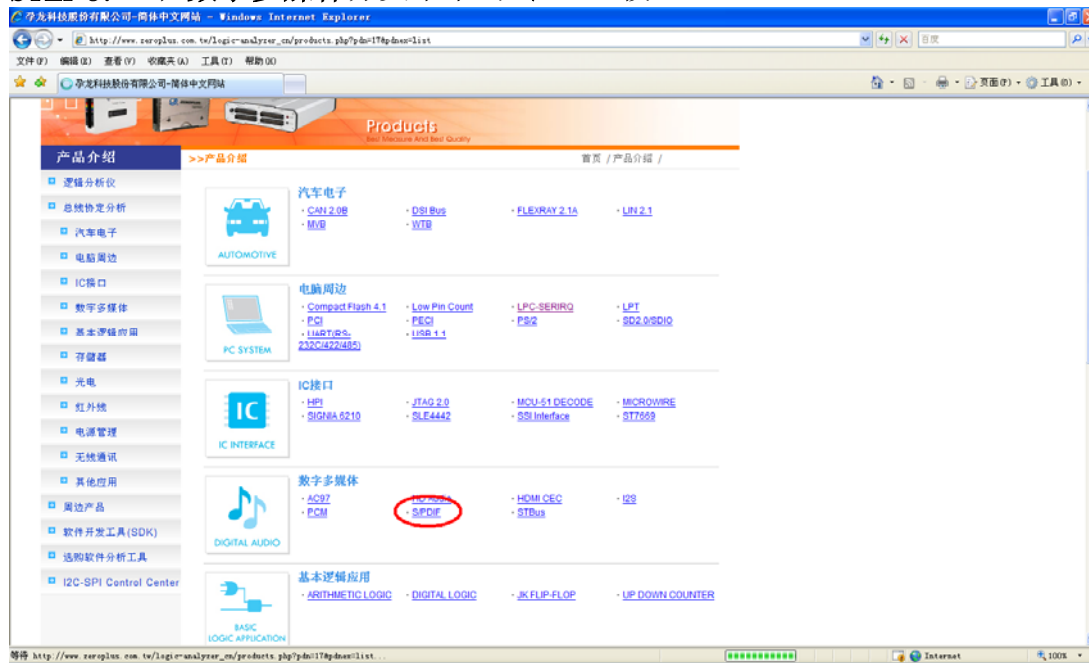 孕龙科技股份有限公司-简体中文网站 - Windows Internet Explorer
http://www.zeroplus.com.tw/logic-analyzer_cn/products.php?pdn=17&pdnex=list
百度
文件(F) 编辑(E) 查看(V) 收藏夹(A) 工具(T) 帮助(H)
孕龙科技股份有限公司-简体中文网站
页面(P) 工具(O)
Products
Best Measure And Best Quality
产品介绍
>>产品介绍
首页 / 产品介绍 /
逻辑分析仪
总线协定分析
汽车电子
电脑周边
IC接口
数字多媒体
基本逻辑应用
存储器
光电
红外线
电源管理
无线通讯
其他应用
周边产品
软件开发工具(SDK)
选购软件分析工具
I2C-SPI Control Center
AUTOMOTIVE
汽车电子
- CAN 2.0B - DSI Bus - FLEXRAY 2.1A - LIN 2.1
- MVB - WTB
PC SYSTEM
电脑周边
- Compact Flash 4.1 - Low Pin Count - LPC-SERIRQ - LPT
- PCI - PECI - PS/2 - SD2.0/SDIO
- UART(RS-232C/422/485) - USB 1.1
IC
IC INTERFACE
IC接口
- HPI - JTAG 2.0 - MCU-51 DECODE - MICROWIRE
- SIGNIA 6210 - SLE4442 - SSI Interface - ST7669
DIGITAL AUDIO
数字多媒体
- AC97 - HD Audio - HDMI CEC - I2S
- PCM - S/PDIF - STBus
BASIC
LOGIC APPLICATION
基本逻辑应用
- ARITHMETIC LOGIC - DIGITAL LOGIC - JK FLIP-FLOP - UP DOWN COUNTER
等待 http://www.zeroplus.com.tw/logic-analyzer_cn/products.php?pdn=17&pdnex=list...
Internet
100%